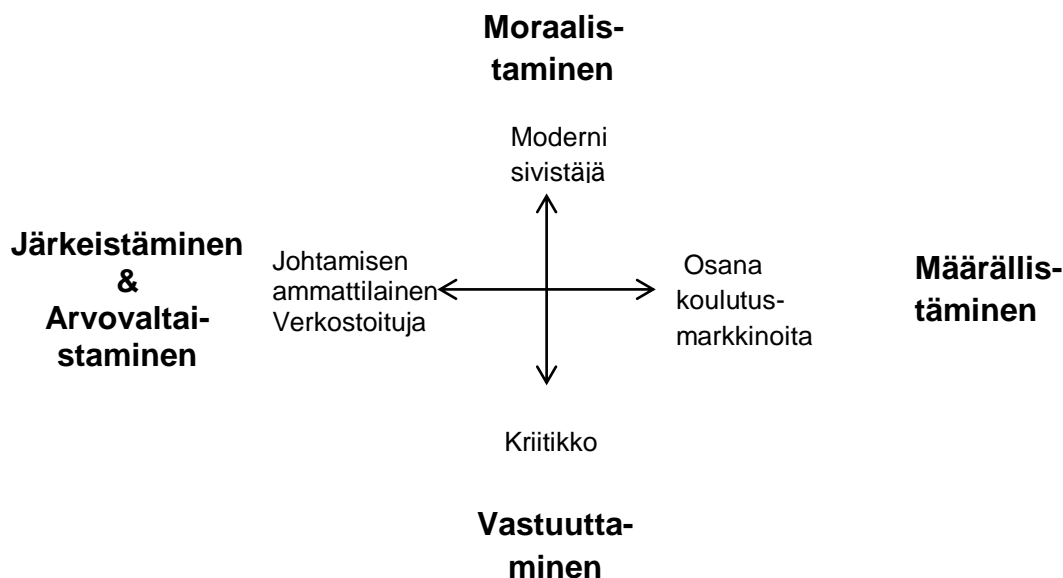 Moraalis-
taminen
Moderni
sivistäjä
Järkeistäminen
&
Arvovaltai-
staminen
Johtamisen
ammattilainen
Verkostoituja
Osana
koulutus-
markkinoita
Määrällis-
täminen
Kriitikko
Vastuutta-
minen